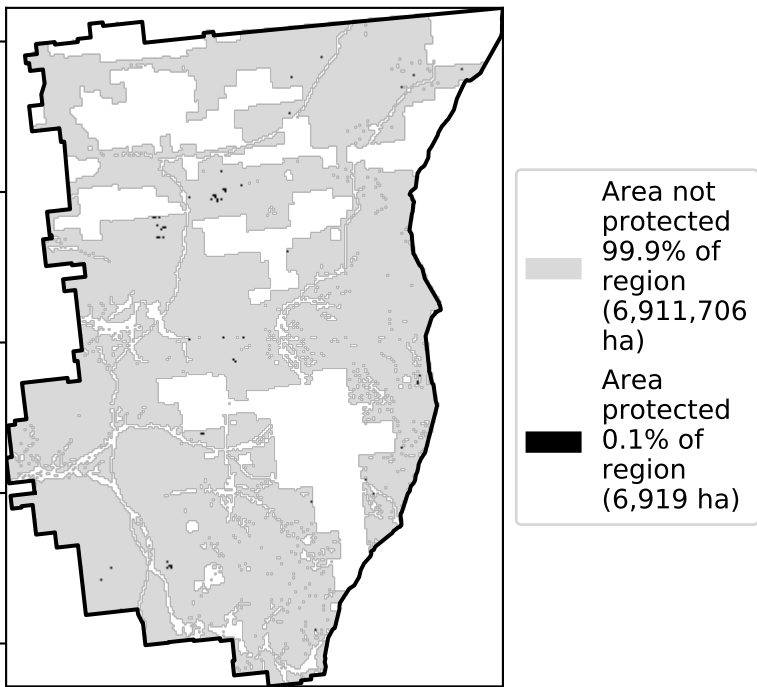 Area not
protected
99.9% of
region
(6,911,706
ha)
Area
protected
0.1% of
region
(6,919 ha)